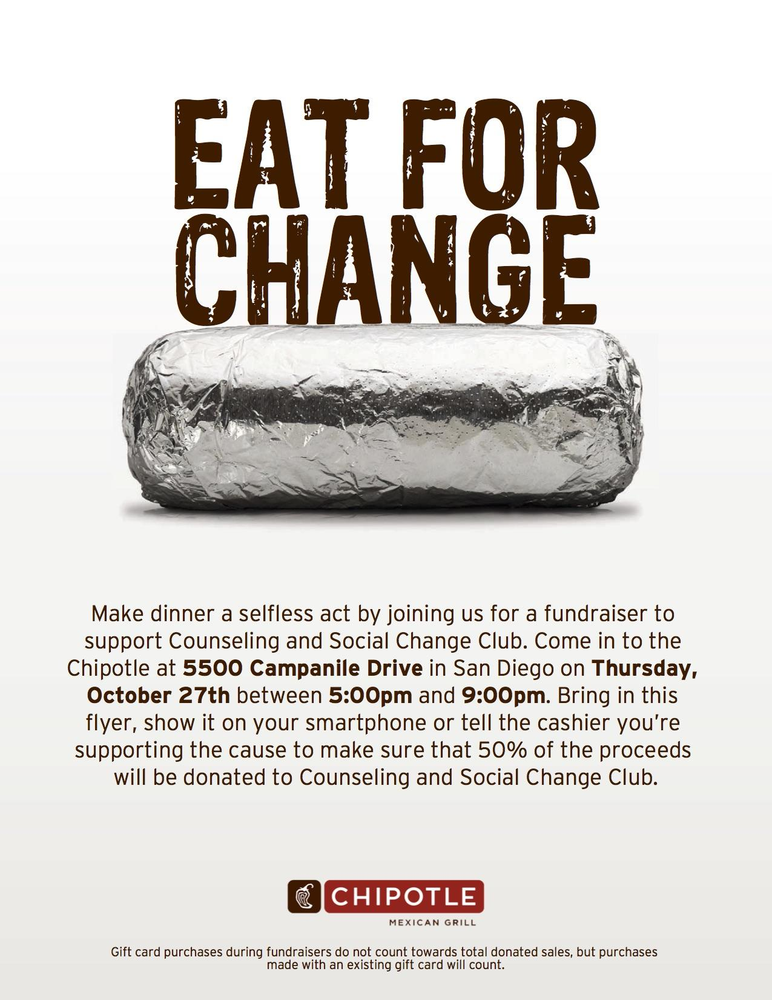 EAT FOR
CHANGE
Make dinner a selfless act by joining us for a fundraiser to
support Counseling and Social Change Club. Come in to the
Chipotle at 5500 Campanile Drive in San Diego on Thursday,
October 27th between 5:00pm and 9:00pm. Bring in this
flyer, show it on your smartphone or tell the cashier you're
supporting the cause to make sure that 50% of the proceeds
will be donated to Counseling and Social Change Club.
CHIPOTLE
MEXICAN GRILL
Gift card purchases during fundraisers do not count towards total donated sales, but purchases
made with an existing gift card will count.